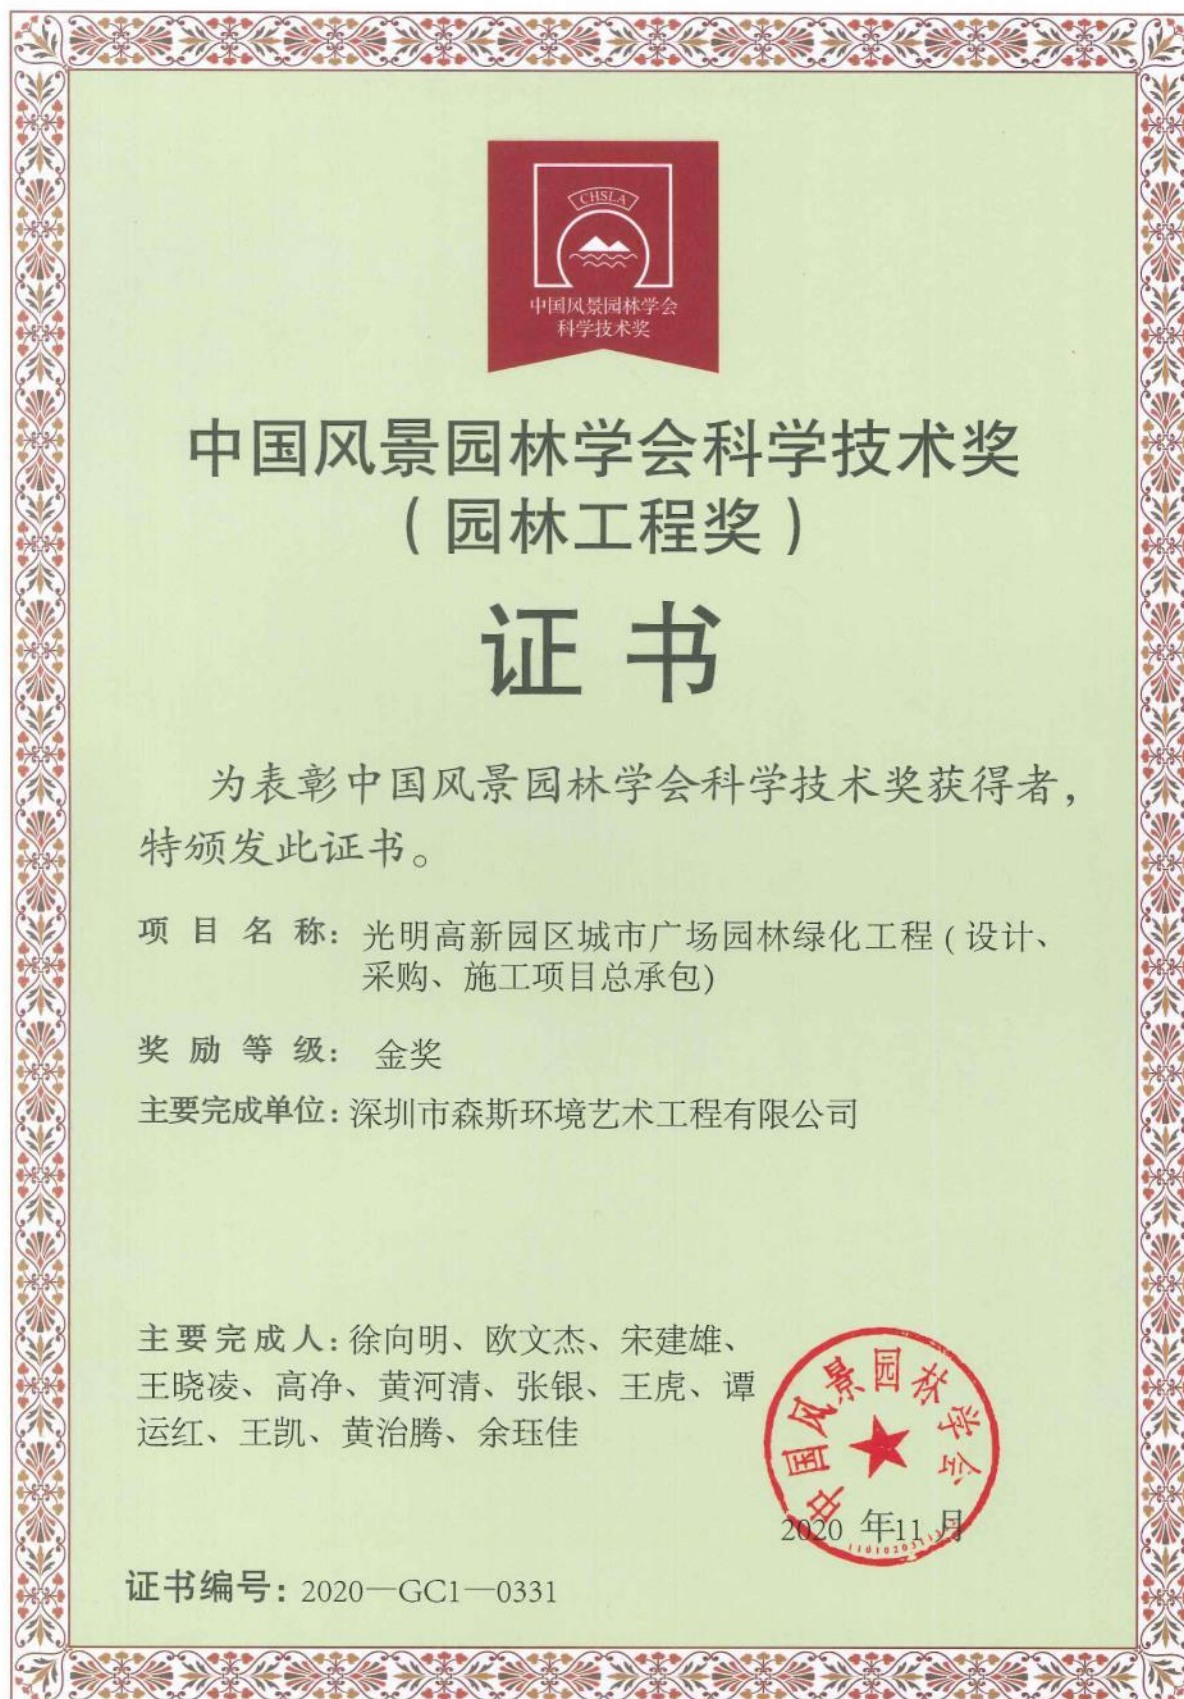 CHSLA
中国风景园林学会
科学技术奖
中国风景园林学会科学技术奖
（园林工程奖）
证书
为表彰中国风景园林学会科学技术奖获得者，
特颁发此证书。
项目名称：光明高新园区城市广场园林绿化工程(设计、
采购、施工项目总承包)
奖励等级： 金奖
主要完成单位：深圳市森斯环境艺术工程有限公司
主要完成人：徐向明、欧文杰、宋建雄、
王晓凌、高净、黄河清、张银、王虎、谭
运红、王凯、黄治腾、余珏佳
中国风景园林学会
2020 年11 月
证书编号：2020—GC1—0331